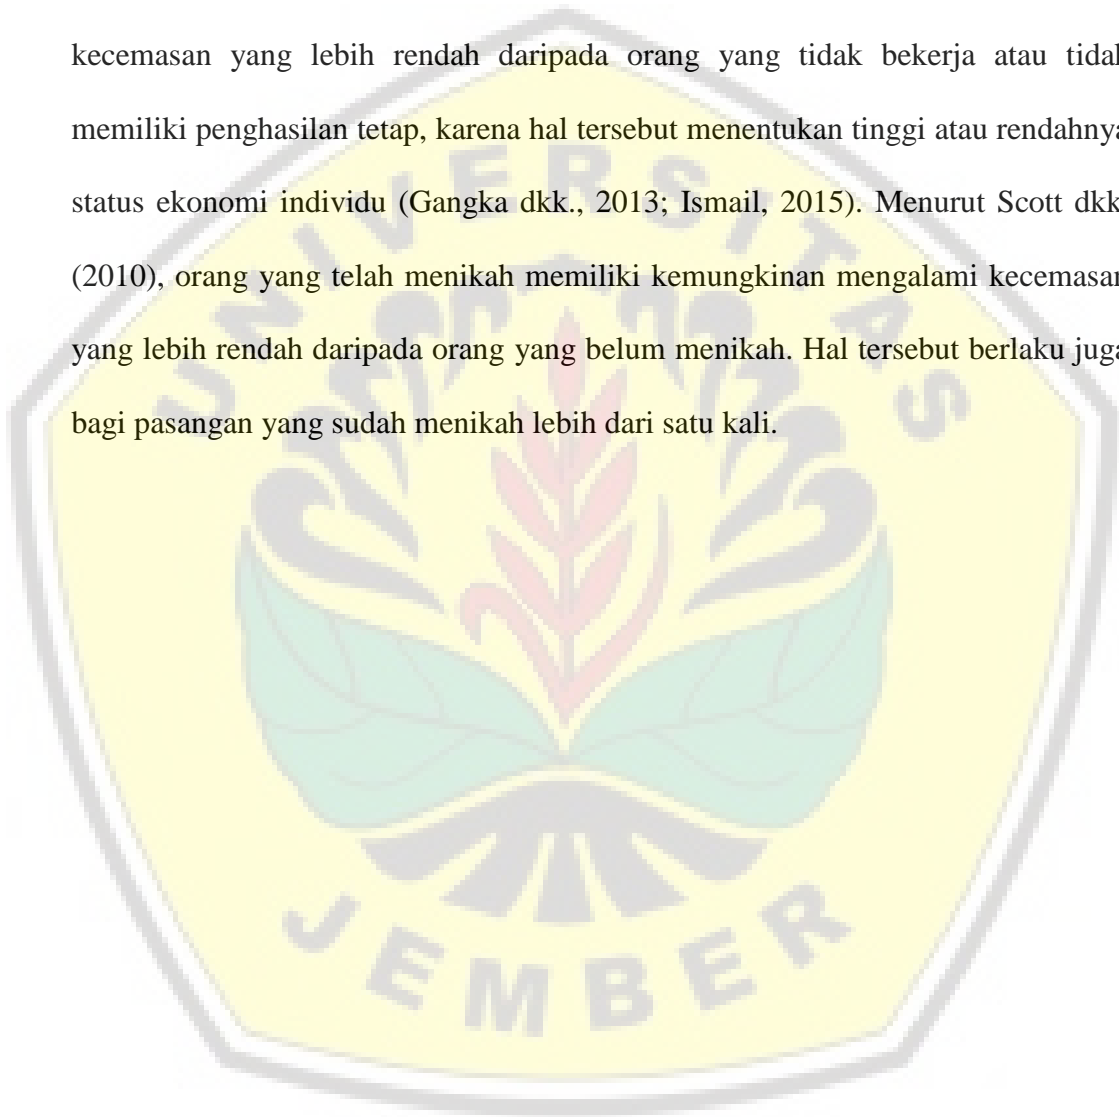 kecemasan yang lebih rendah daripada orang yang tidak bekerja atau tidak
memiliki penghasilan tetap, karena hal tersebut menentukan tinggi atau rendahnya
status ekonomi individu (Gangka dkk., 2013; Ismail, 2015). Menurut Scott dkk.
(2010), orang yang telah menikah memiliki kemungkinan mengalami kecemasan
yang lebih rendah daripada orang yang belum menikah. Hal tersebut berlaku juga
bagi pasangan yang sudah menikah lebih dari satu kali.
UNIVERSITAS
JEMBER